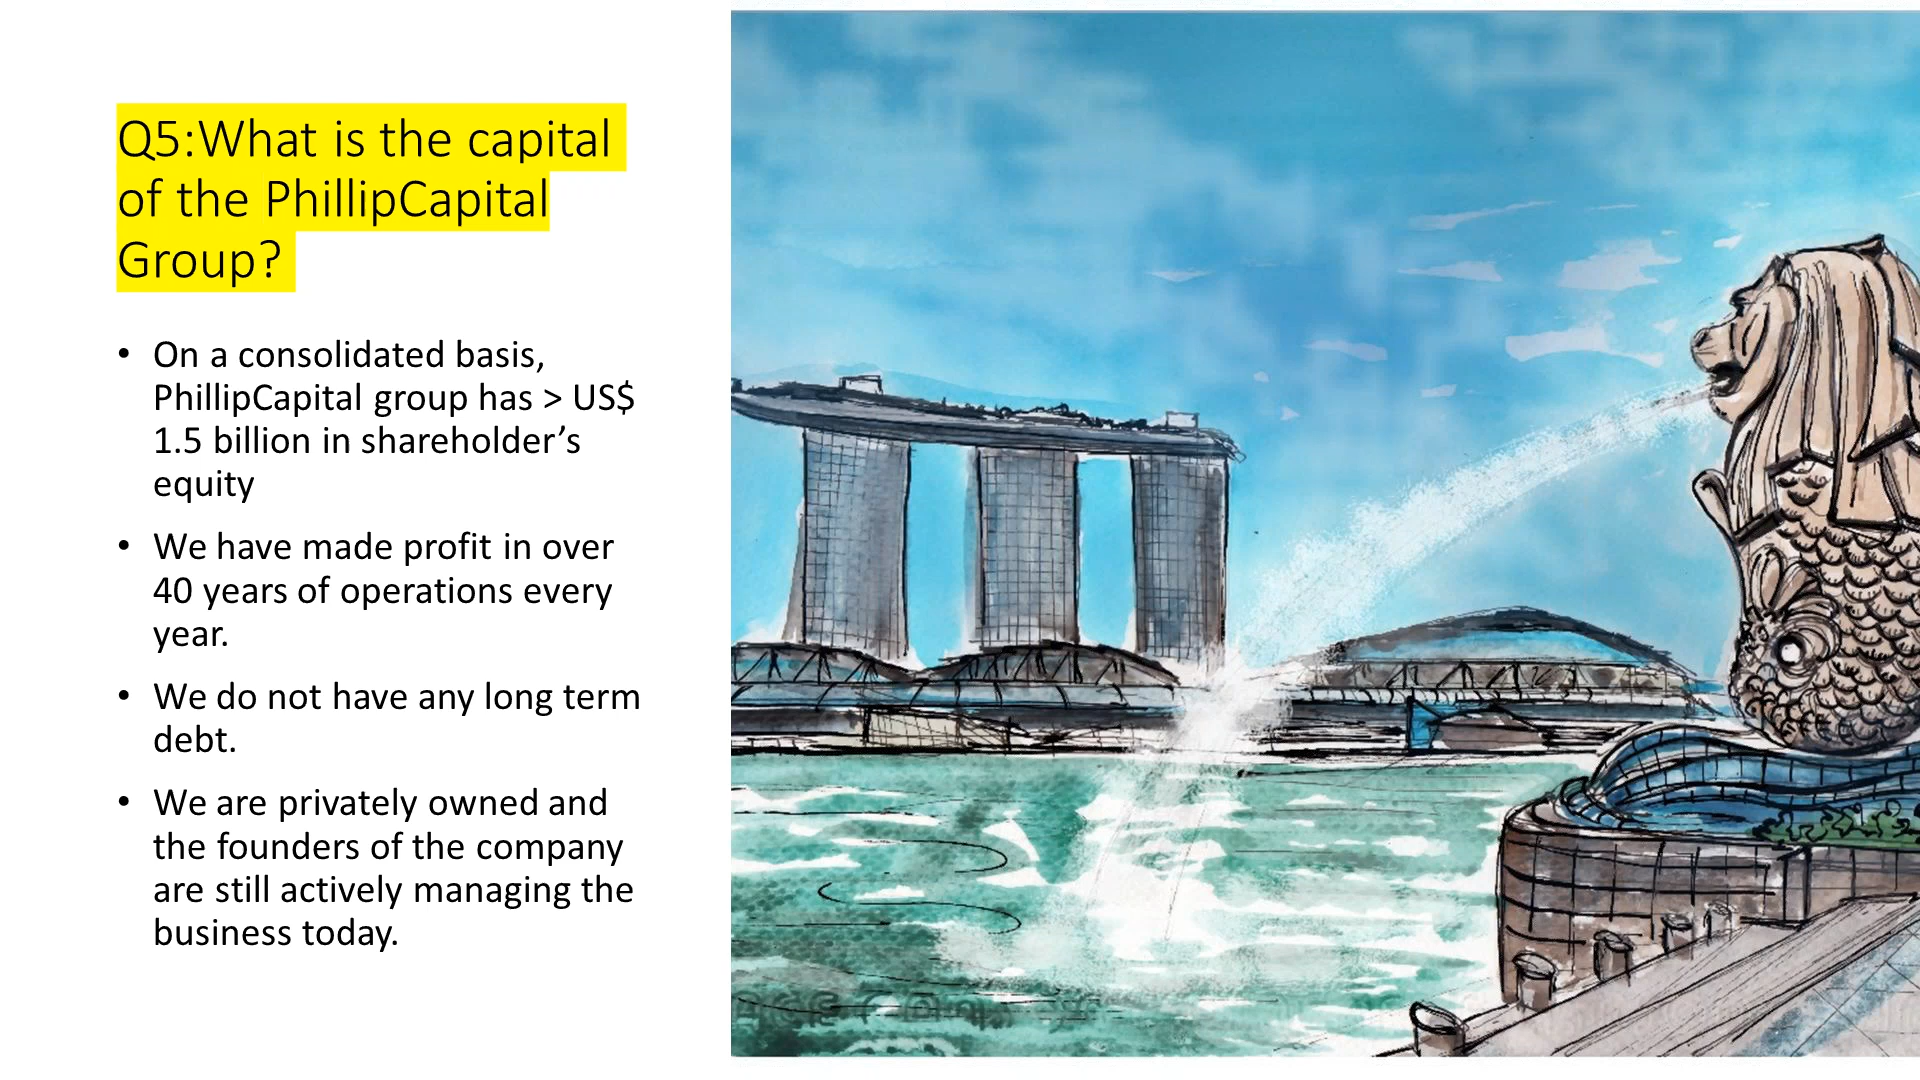 Q5:What is the capital
of the PhillipCapital
Group?
• On a consolidated basis,
PhillipCapital group has > US$
1.5 billion in shareholder’s
equity
• We have made profit in over
40 years of operations every
year.
• We do not have any long term
debt.
• We are privately owned and
the founders of the company
are still actively managing the
business today.